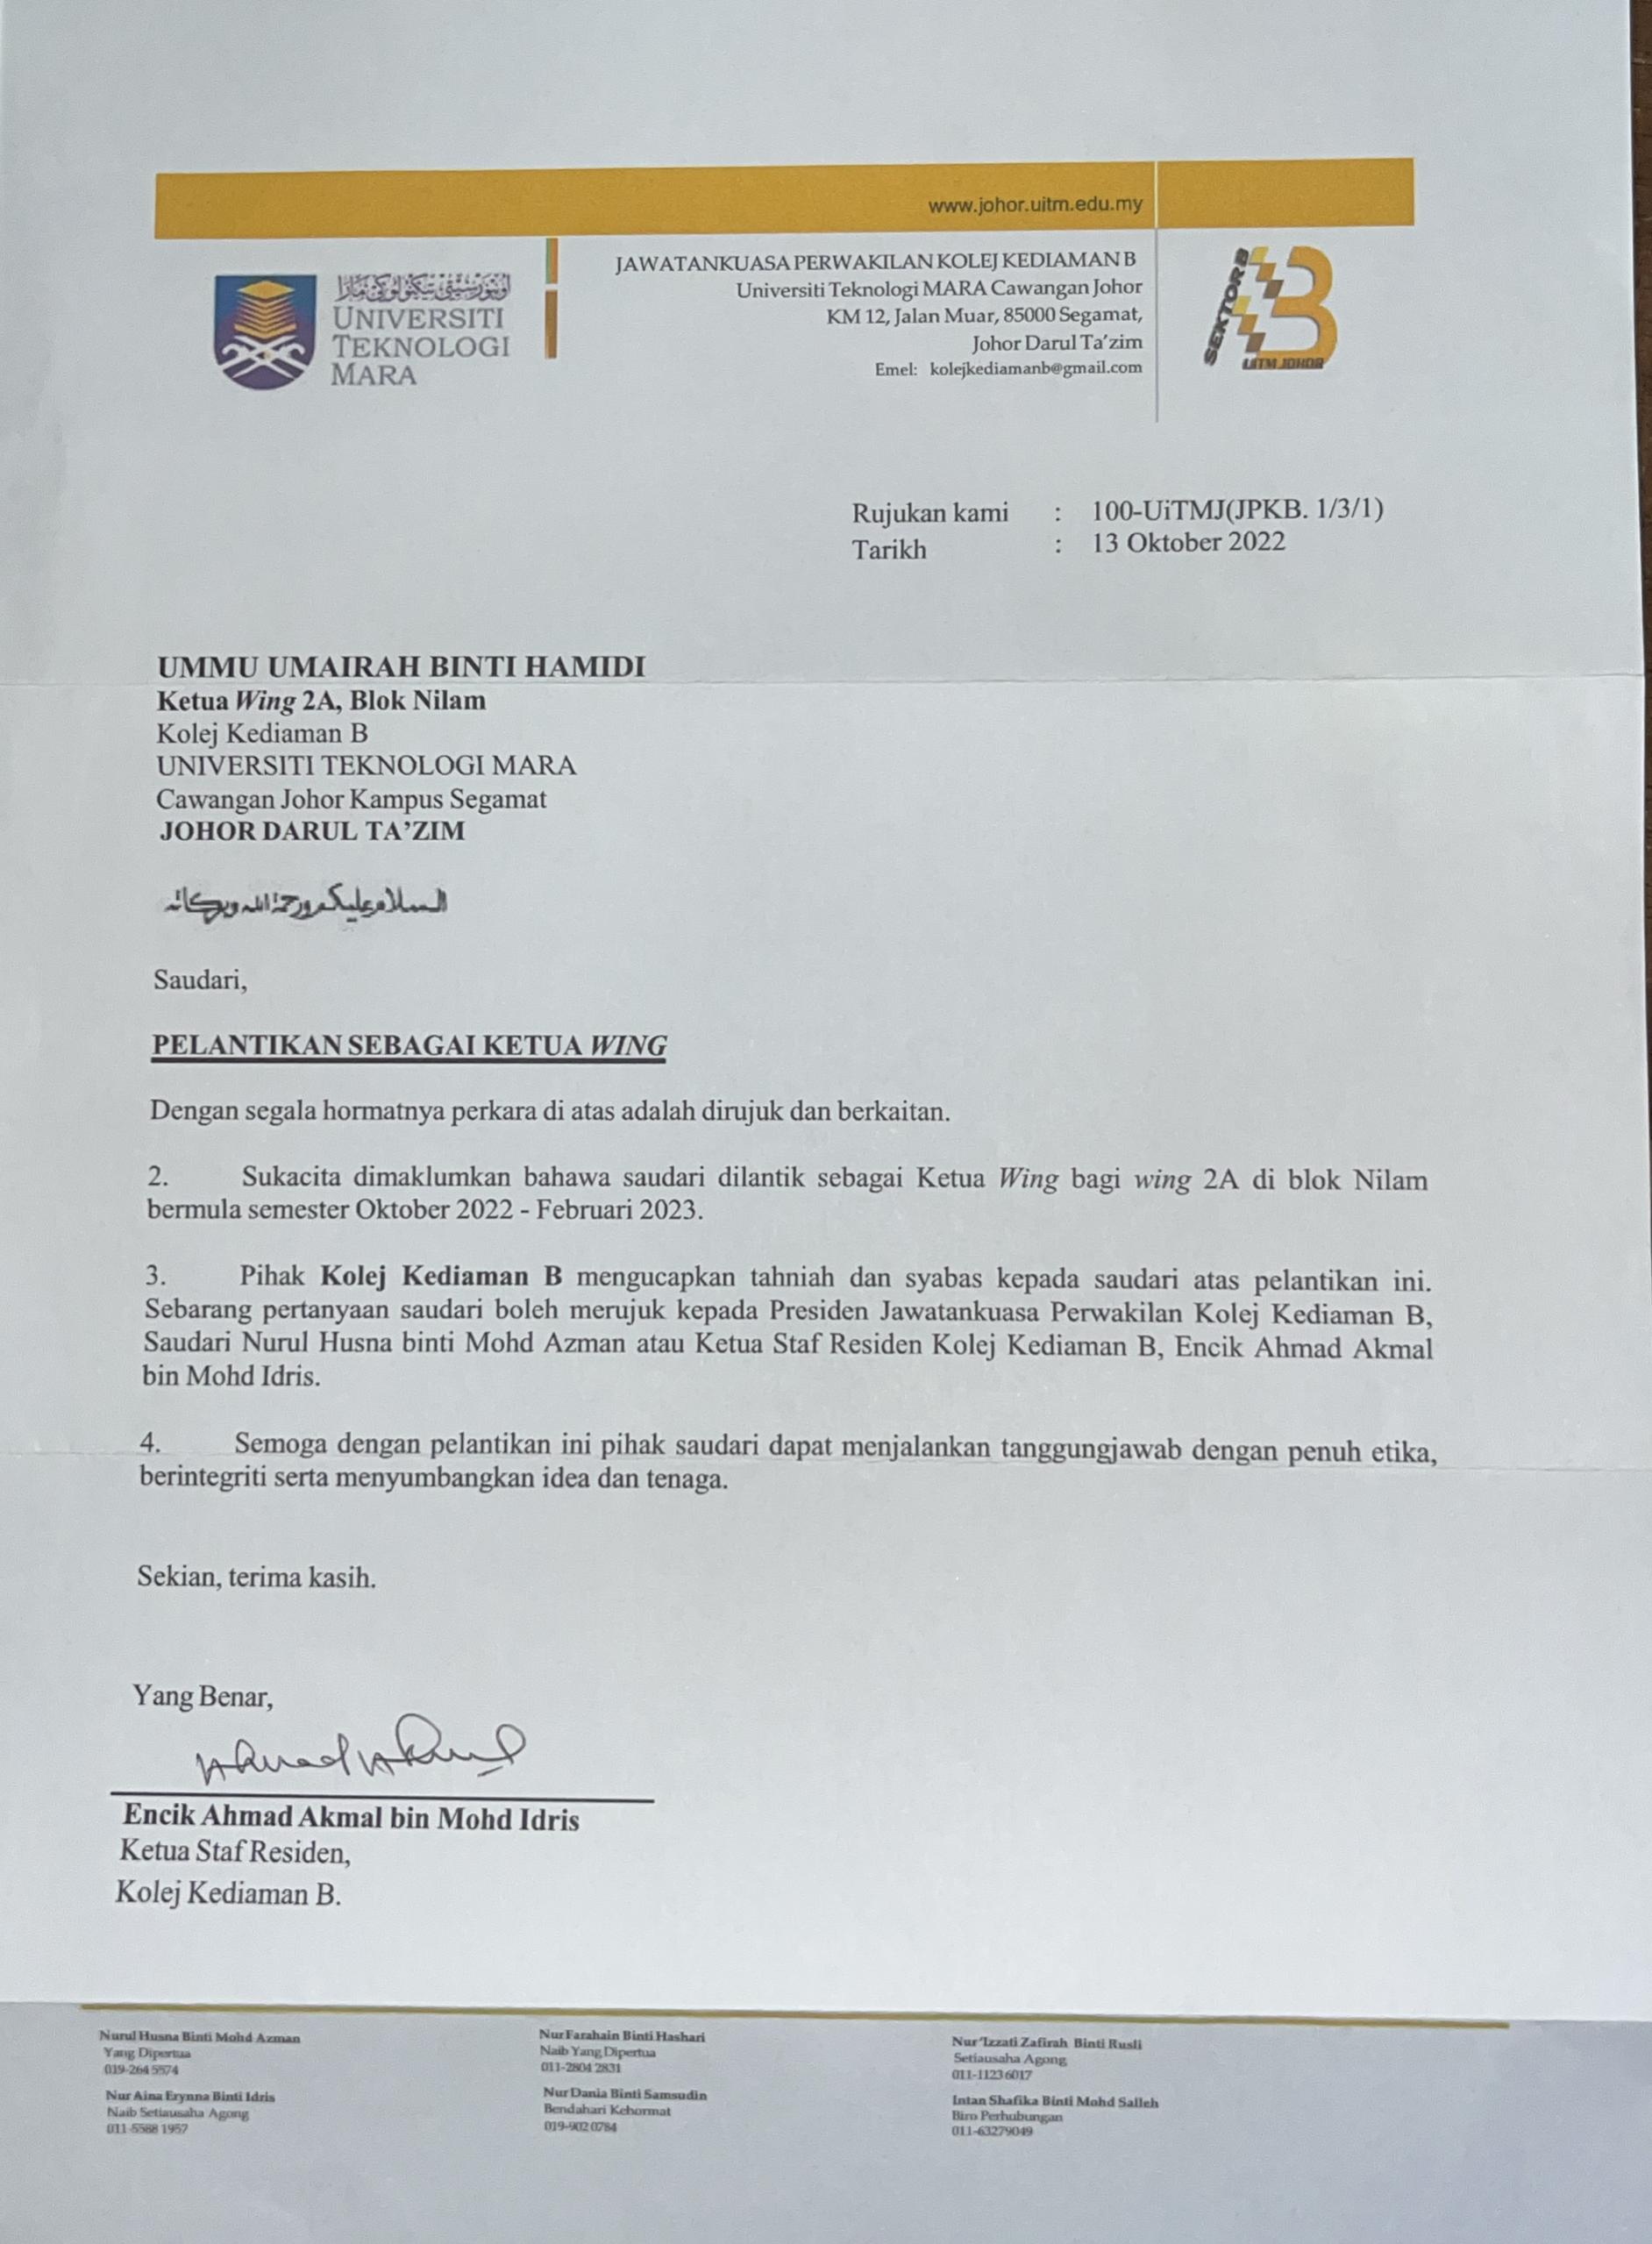 www.johor.uitm.edu.my
اونيۏرسيتي تيكنولوݢي مارا
UNIVERSITI
TEKNOLOGI
MARA
JAWATANKUASA PERWAKILAN KOLEJ KEDIAMAN B
Universiti Teknologi MARA Cawangan Johor
KM 12, Jalan Muar, 85000 Segamat,
Johor Darul Ta'zim
Emel: kolejkediamanb@gmail.com
SEKTOR B
B
UITM JOHOR
Rujukan kami : 100-UiTMJ(JPKB. 1/3/1)
Tarikh : 13 Oktober 2022
UMMU UMAIRAH BINTI HAMIDI
Ketua Wing 2A, Blok Nilam
Kolej Kediaman B
UNIVERSITI TEKNOLOGI MARA
Cawangan Johor Kampus Segamat
JOHOR DARUL TA'ZIM
السلام عليكم ورحمة الله وبركاته
Saudari,
PELANTIKAN SEBAGAI KETUA WING
Dengan segala hormatnya perkara di atas adalah dirujuk dan berkaitan.
2. Sukacita dimaklumkan bahawa saudari dilantik sebagai Ketua Wing bagi wing 2A di blok Nilam
bermula semester Oktober 2022 - Februari 2023.
3. Pihak Kolej Kediaman B mengucapkan tahniah dan syabas kepada saudari atas pelantikan ini.
Sebarang pertanyaan saudari boleh merujuk kepada Presiden Jawatankuasa Perwakilan Kolej Kediaman B,
Saudari Nurul Husna binti Mohd Azman atau Ketua Staf Residen Kolej Kediaman B, Encik Ahmad Akmal
bin Mohd Idris.
4. Semoga dengan pelantikan ini pihak saudari dapat menjalankan tanggungjawab dengan penuh etika,
berintegriti serta menyumbangkan idea dan tenaga.
Sekian, terima kasih.
Yang Benar,
Ahmad Akmal
Encik Ahmad Akmal bin Mohd Idris
Ketua Staf Residen,
Kolej Kediaman B.
Nurul Husna Binti Mohd Azman
Yang Dipertua
019-264 5574
Nur Aina Erynna Binti Idris
Naib Setiausaha Agong
011-5588 1957
Nur Farahain Binti Hashari
Naib Yang Dipertua
011-2804 2831
Nur Dania Binti Samsudin
Bendahari Kehormat
019-902 0784
Nur'Izzati Zafirah Binti Rusli
Setiausaha Agong
011-1123 6017
Intan Shafika Binti Mohd Salleh
Biro Perhubungan
011-63279049